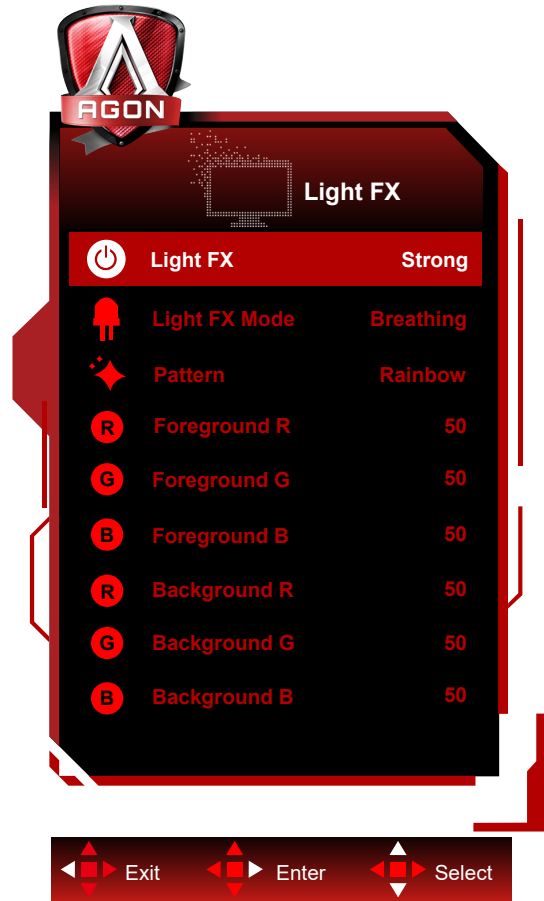 AGON
Light FX
Light FX Strong
Light FX Mode Breathing
Pattern Rainbow
R Foreground R 50
G Foreground G 50
B Foreground B 50
R Background R 50
G Background G 50
B Background B 50
Exit Enter Select